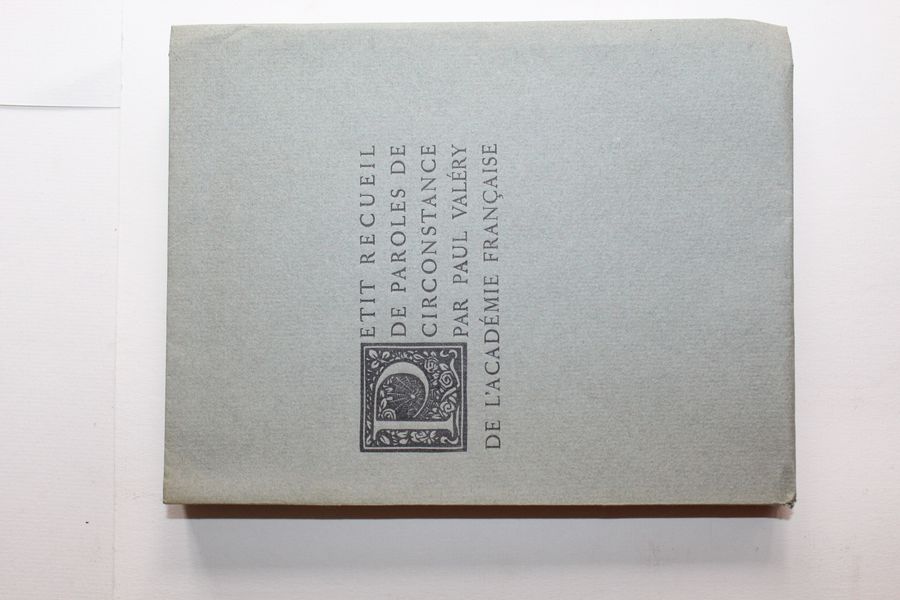 PETIT RECUEIL
DE PAROLES DE
CIRCONSTANCE
PAR PAUL VALÉRY
DE L'ACADÉMIE FRANÇAISE